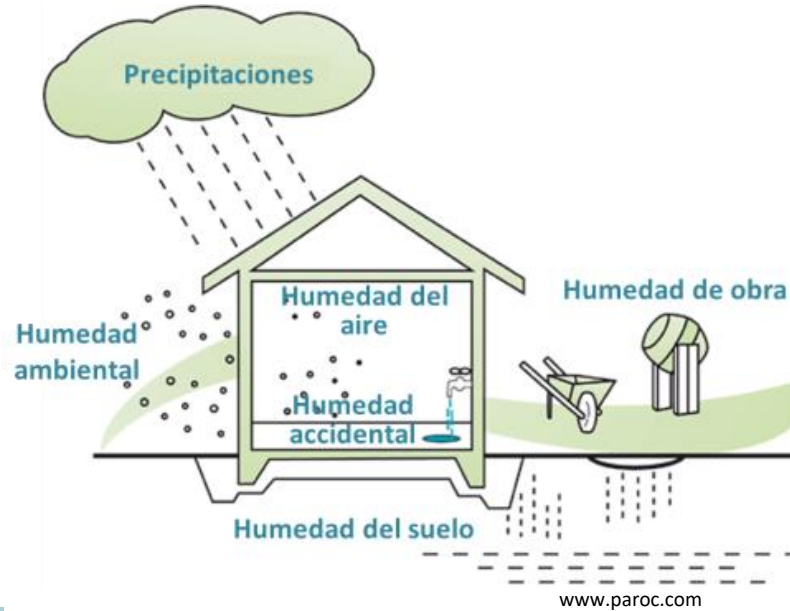 Precipitaciones
Humedad del
aire
Humedad de obra
Humedad
ambiental
Humedad
accidental
Humedad del suelo
www.paroc.com